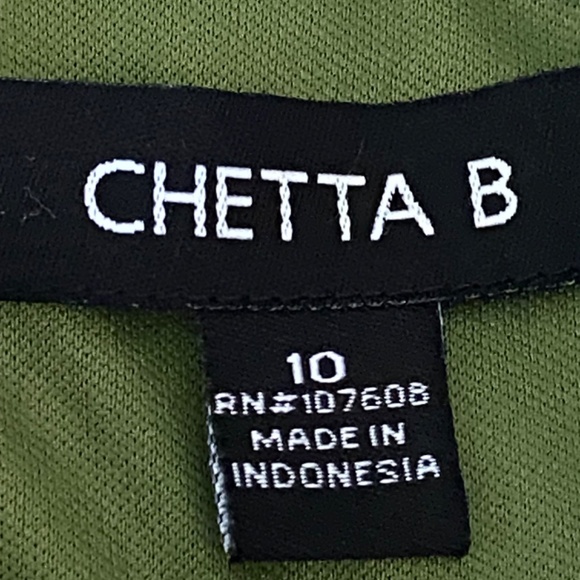 CHETTA B
10
RN#107608
MADE IN
INDONESIA